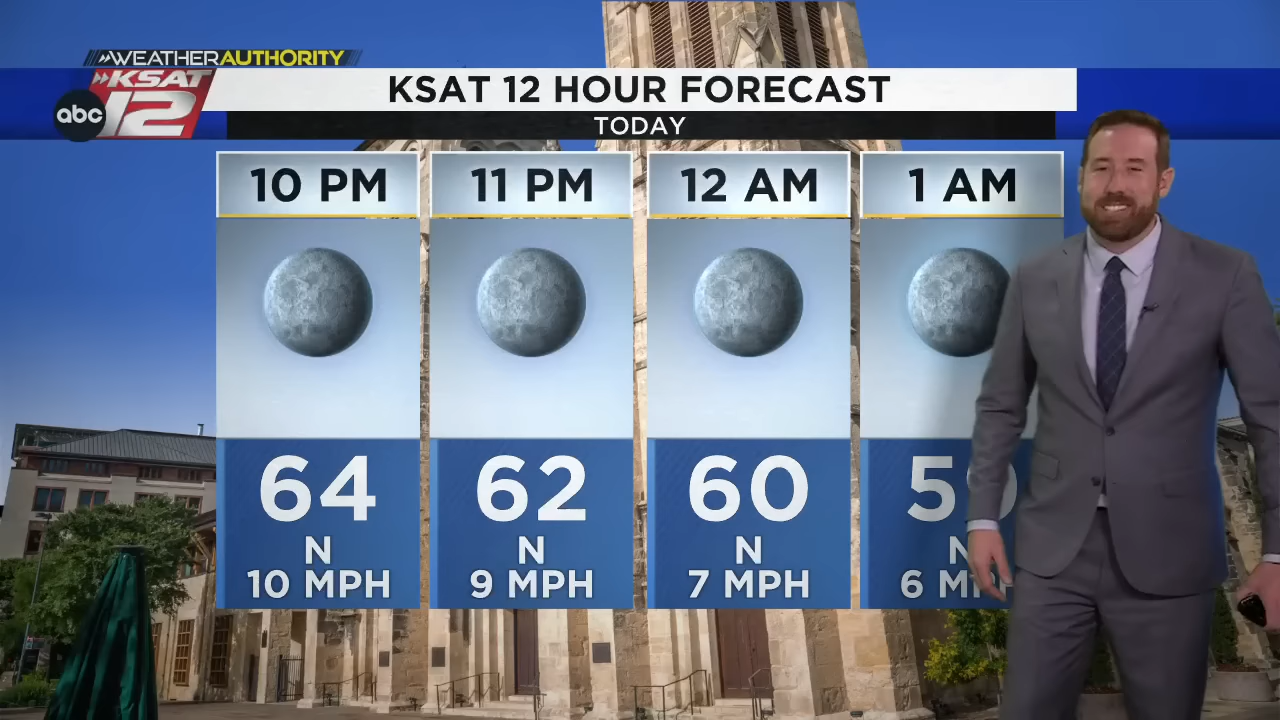 WEATHERAUTHORITY
KSAT
abc 12
KSAT 12 HOUR FORECAST
TODAY
10 PM 11 PM 12 AM 1 AM
64 62 60
N N N N
10 MPH 9 MPH 7 MPH 6